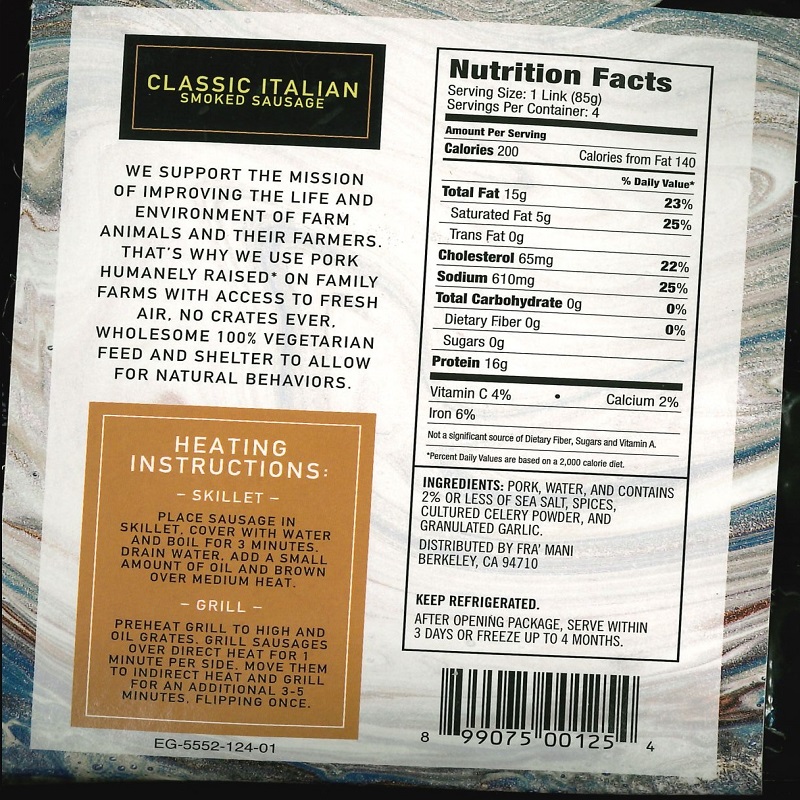 CLASSIC ITALIAN
SMOKED SAUSAGE
WE SUPPORT THE MISSION
OF IMPROVING THE LIFE AND
ENVIRONMENT OF FARM
ANIMALS AND THEIR FARMERS.
THAT'S WHY WE USE PORK
HUMANELY RAISED* ON FAMILY
FARMS WITH ACCESS TO FRESH
AIR, NO CRATES EVER,
WHOLESOME 100% VEGETARIAN
FEED AND SHELTER TO ALLOW
FOR NATURAL BEHAVIORS.
HEATING
INSTRUCTIONS:
– SKILLET –
PLACE SAUSAGE IN
SKILLET, COVER WITH WATER
AND BOIL FOR 3 MINUTES.
DRAIN WATER, ADD A SMALL
AMOUNT OF OIL AND BROWN
OVER MEDIUM HEAT.
– GRILL –
PREHEAT GRILL TO HIGH AND
OIL GRATES. GRILL SAUSAGES
OVER DIRECT HEAT FOR 1
MINUTE PER SIDE. MOVE THEM
TO INDIRECT HEAT AND GRILL
FOR AN ADDITIONAL 3-5
MINUTES, FLIPPING ONCE.
EG-5552-124-01
Nutrition Facts
Serving Size: 1 Link (85g)
Servings Per Container: 4
Amount Per Serving
Calories 200 Calories from Fat 140
% Daily Value*
Total Fat 15g 23%
Saturated Fat 5g 25%
Trans Fat 0g
Cholesterol 65mg 22%
Sodium 610mg 25%
Total Carbohydrate 0g 0%
Dietary Fiber 0g 0%
Sugars 0g
Protein 16g
Vitamin C 4% • Calcium 2%
Iron 6%
Not a significant source of Dietary Fiber, Sugars and Vitamin A.
*Percent Daily Values are based on a 2,000 calorie diet.
INGREDIENTS: PORK, WATER, AND CONTAINS
2% OR LESS OF SEA SALT, SPICES,
CULTURED CELERY POWDER, AND
GRANULATED GARLIC.
DISTRIBUTED BY FRA' MANI
BERKELEY, CA 94710
KEEP REFRIGERATED.
AFTER OPENING PACKAGE, SERVE WITHIN
3 DAYS OR FREEZE UP TO 4 MONTHS.
8 99075 00125 4